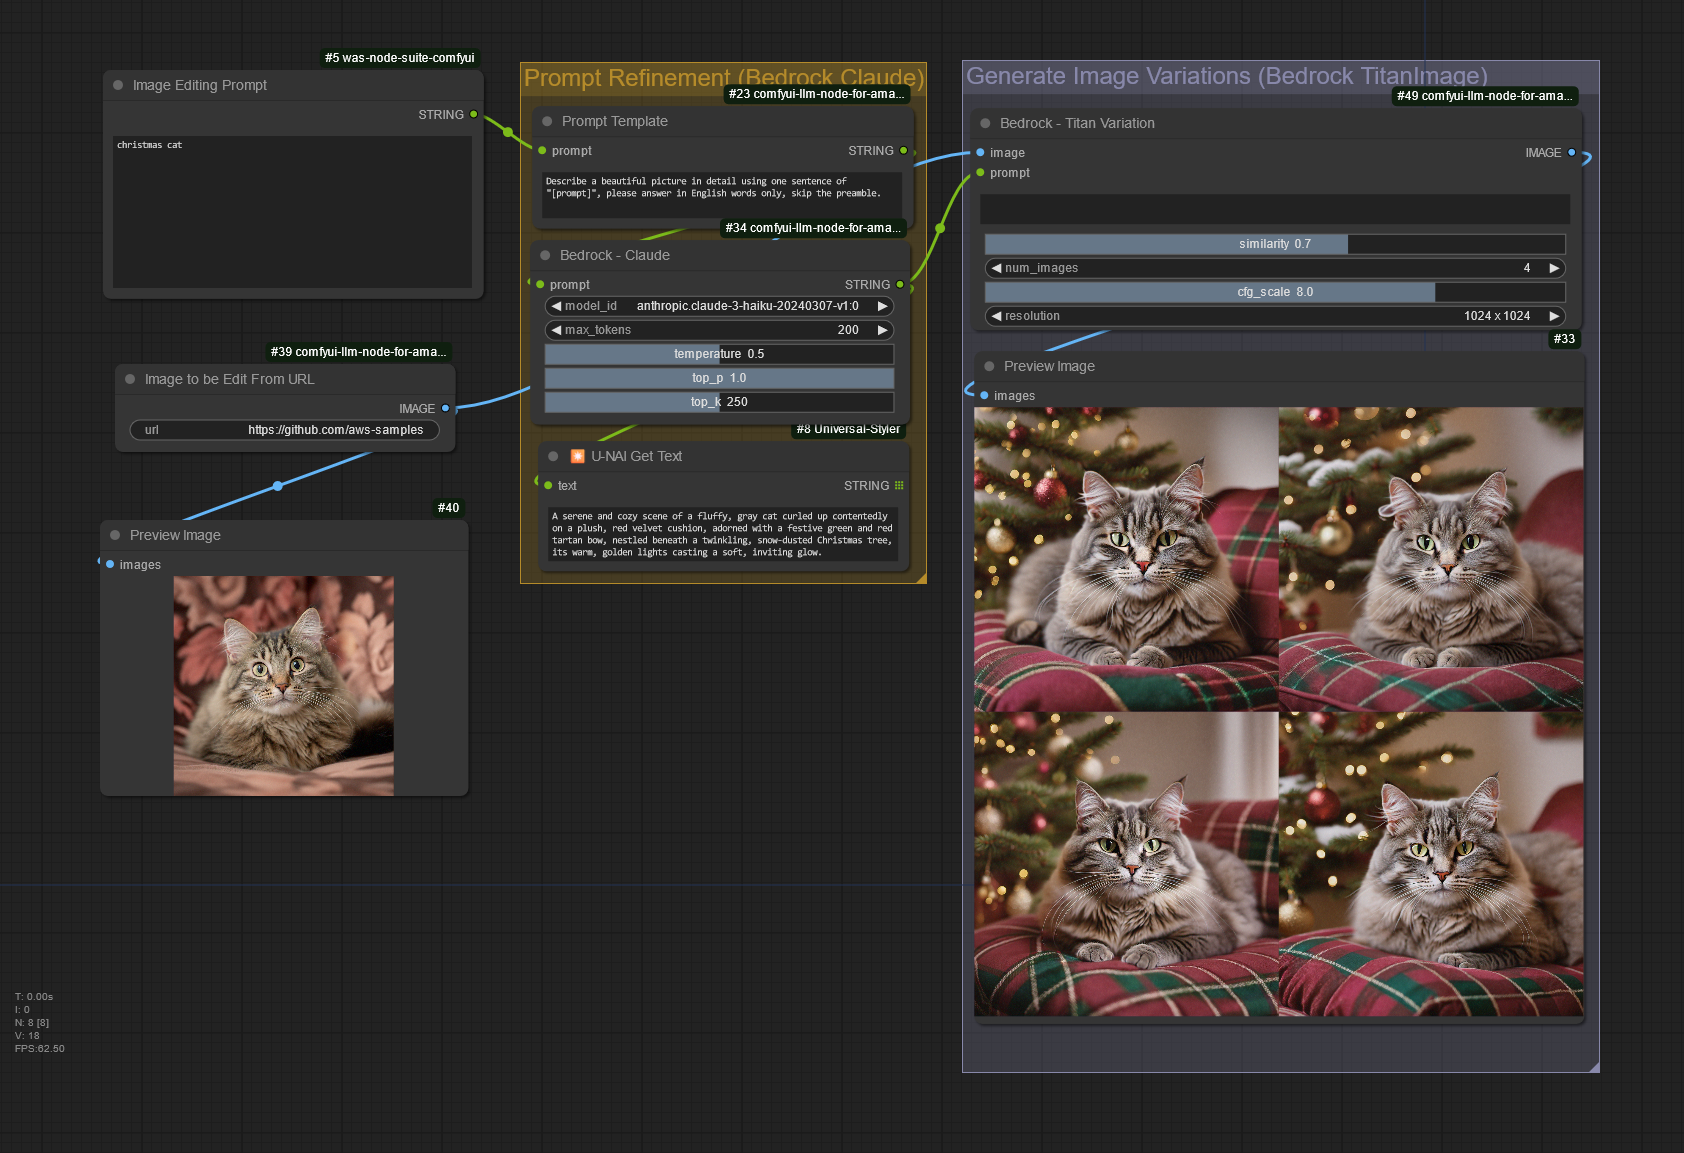 #5 was-node-suite-comfyui
Image Editing Prompt
STRING
christmas cat
#39 comfyui-llm-node-for-ama...
Image to be Edit From URL
IMAGE
url https://github.com/aws-samples
#40
Preview Image
images
Prompt Refinement (Bedrock Claude)
#23 comfyui-llm-node-for-ama...
Prompt Template
prompt STRING
Describe a beautiful picture in detail using one sentence of
"[prompt]", please answer in English words only, skip the preamble.
#34 comfyui-llm-node-for-ama...
Bedrock - Claude
prompt STRING
model_id anthropic.claude-3-haiku-20240307-v1:0
max_tokens 200
temperature 0.5
top_p 1.0
top_k 250
#8 Universal-Styler
U-NAI Get Text
text STRING
A serene and cozy scene of a fluffy, gray cat curled up contentedly
on a plush, red velvet cushion, adorned with a festive green and red
tartan bow, nestled beneath a twinkling, snow-dusted Christmas tree,
its warm, golden lights casting a soft, inviting glow.
Generate Image Variations (Bedrock TitanImage)
#49 comfyui-llm-node-for-ama...
Bedrock - Titan Variation
image IMAGE
prompt
similarity 0.7
num_images 4
cfg_scale 8.0
resolution 1024 x 1024
#33
Preview Image
images
T: 0.00s
I: 0
N: 8 [8]
V: 18
FPS:62.50